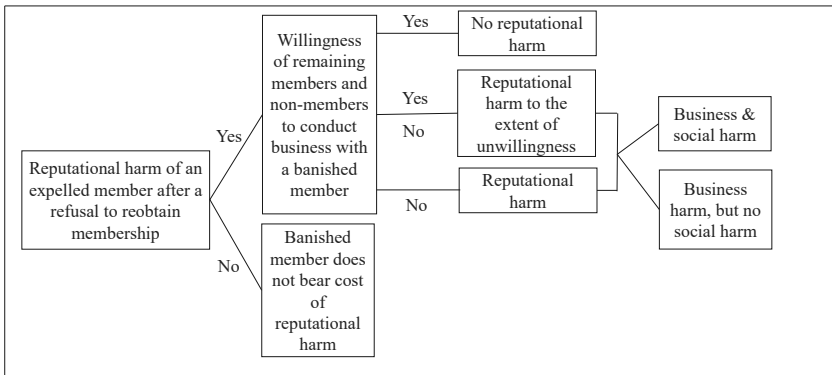 Reputational harm of an
expelled member after a
refusal to reobtain
membership
Yes
No
Willingness
of remaining
members and
non-members
to conduct
business with
a banished
member
Banished
member does
not bear cost
of
reputational
harm
Yes
Yes
No
No
No reputational
harm
Reputational
harm to the
extent of
unwillingness
Reputational
harm
Business &
social harm
Business
harm, but no
social harm